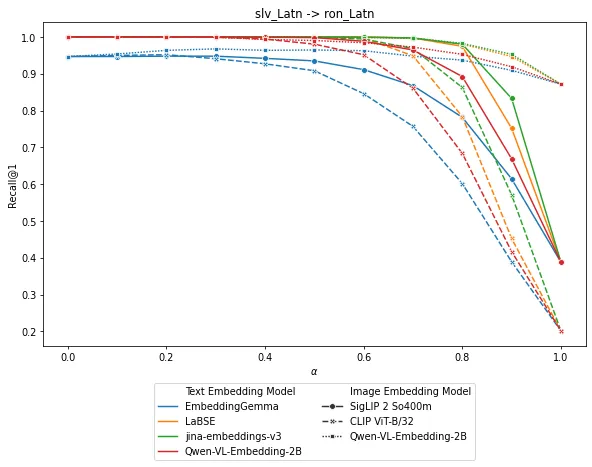 slv_Latn -> ron_Latn
Recall@1
1.0
0.9
0.8
0.7
0.6
0.5
0.4
0.3
0.2
0.0 0.2 0.4 0.6 0.8 1.0
α
Text Embedding Model Image Embedding Model
EmbeddingGemma SigLIP 2 So400m
LaBSE CLIP ViT-B/32
jina-embeddings-v3 Qwen-VL-Embedding-2B
Qwen-VL-Embedding-2B